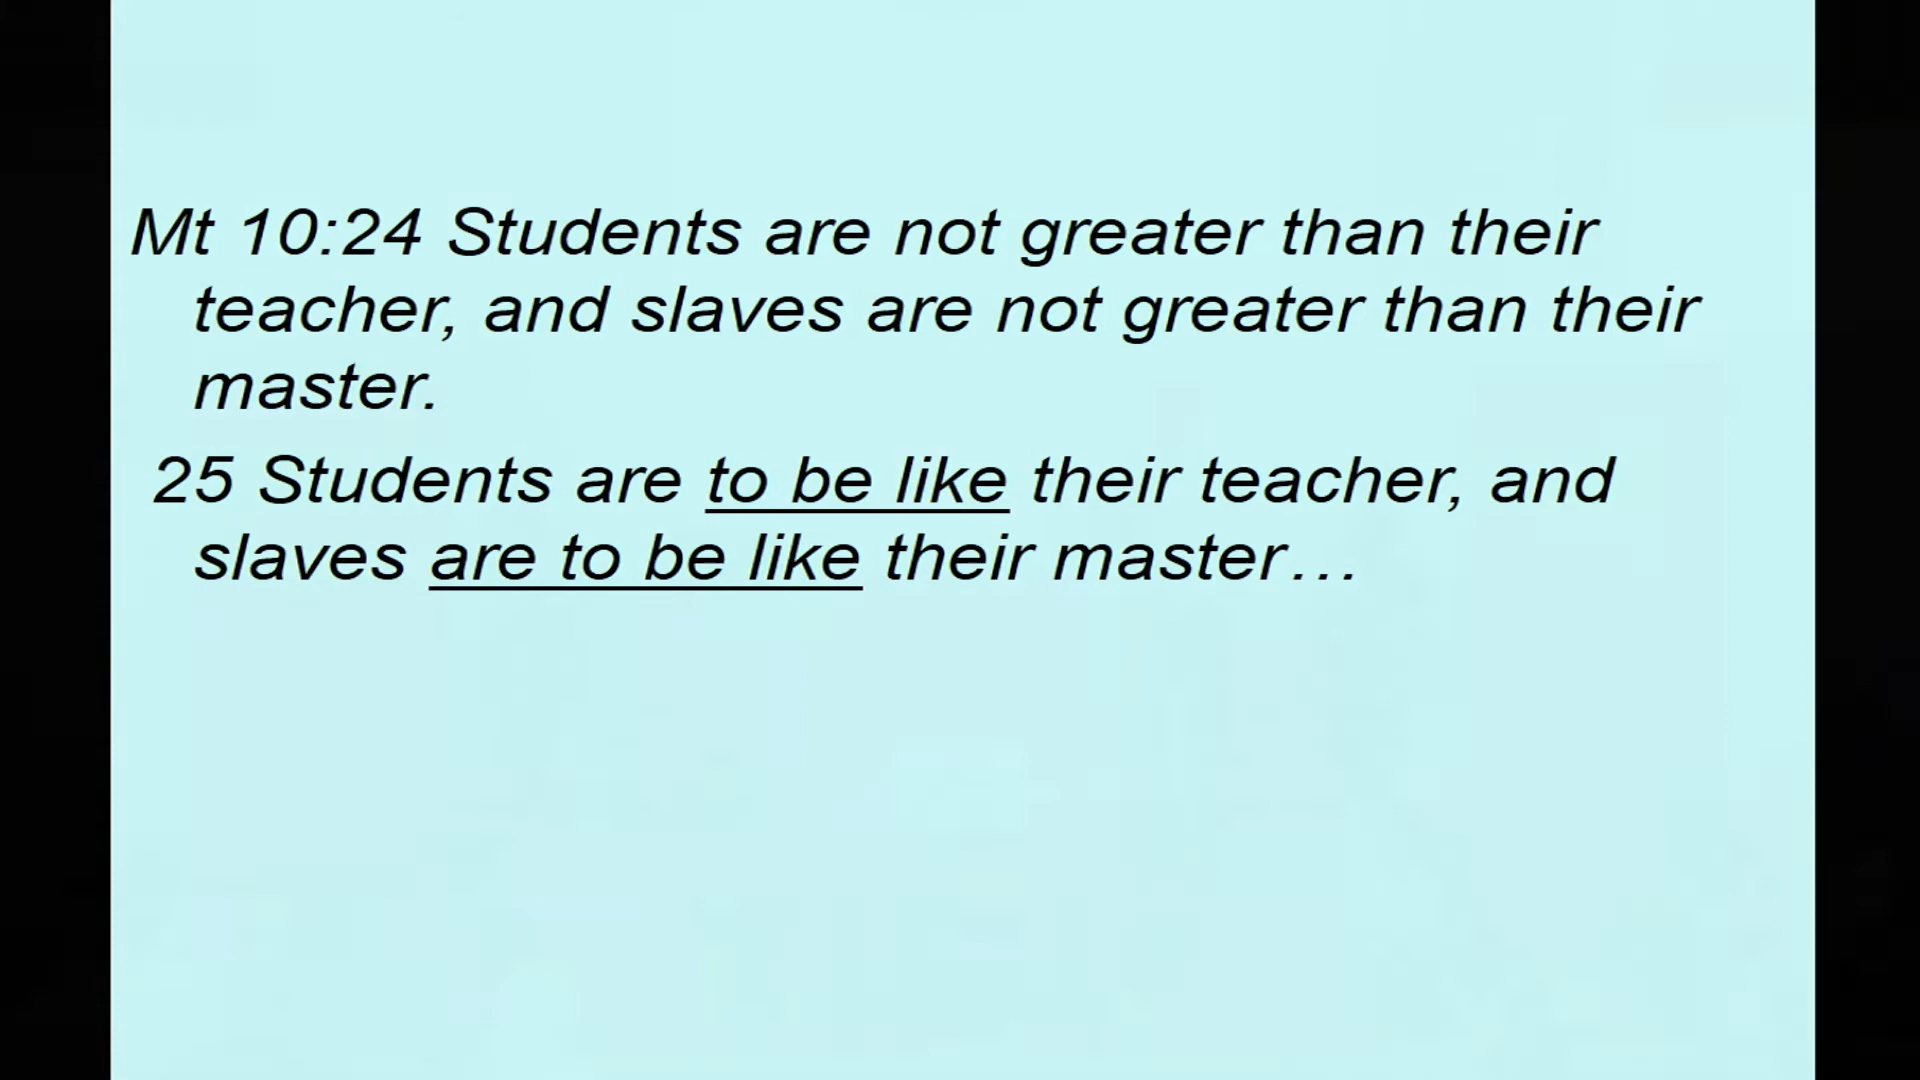 Mt 10:24 Students are not greater than their
teacher, and slaves are not greater than their
master.
25 Students are to be like their teacher, and
slaves are to be like their master…